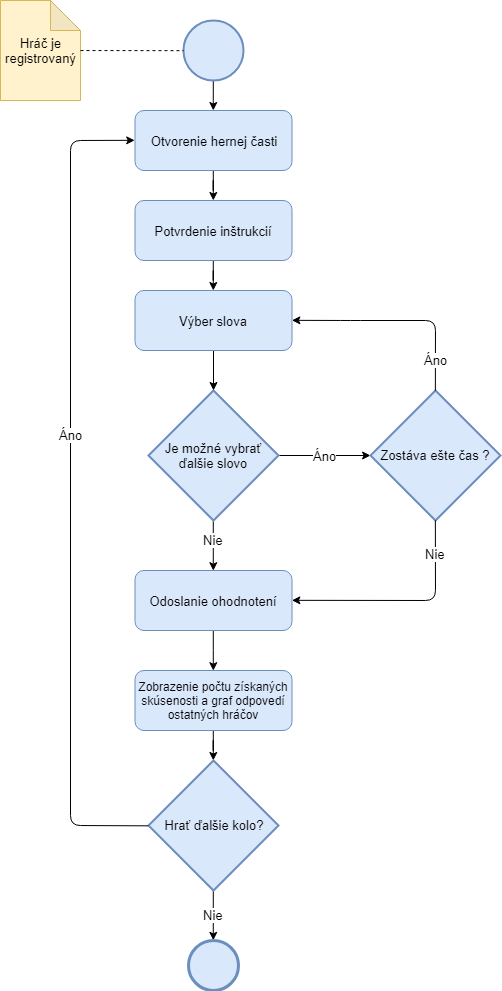 Hráč je
registrovaný
Otvorenie hernej časti
Potvrdenie inštrukcií
Výber slova
Áno
Je možné vybrať
ďalšie slovo
Áno
Zostáva ešte čas ?
Áno
Nie
Nie
Odoslanie ohodnotení
Zobrazenie počtu získaných
skúsenosti a graf odpovedí
ostatných hráčov
Hrať ďalšie kolo?
Nie